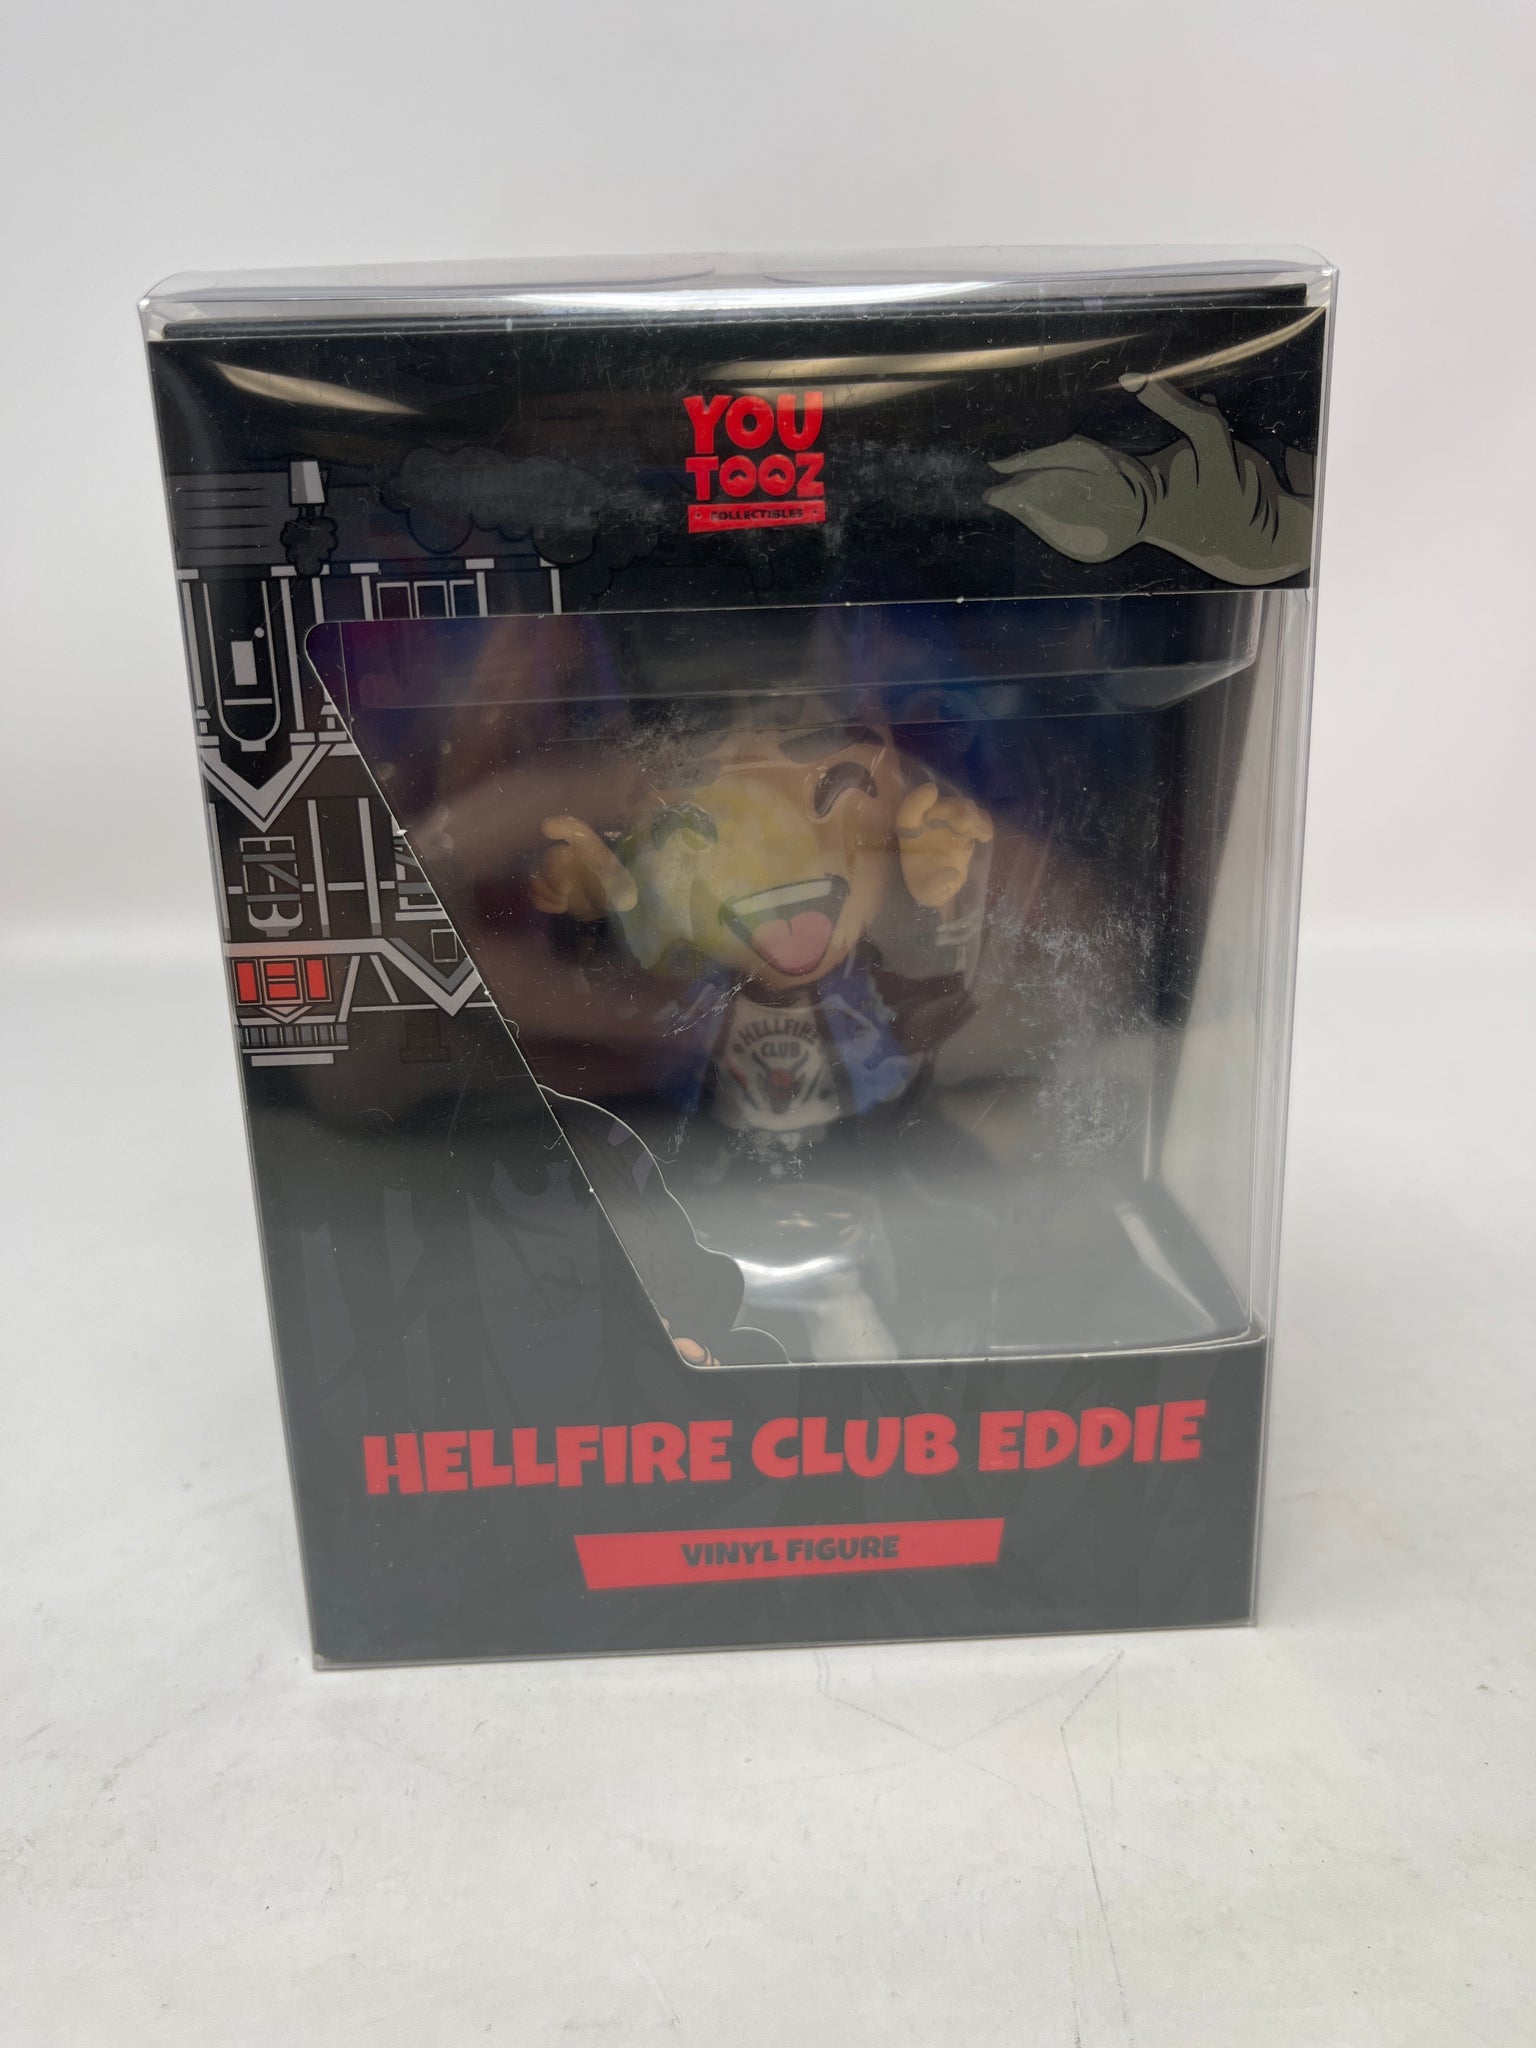 YOU
TOOZ
COLLECTIBLES
HELLFIRE
CLUB
HELLFIRE CLUB EDDIE
VINYL FIGURE